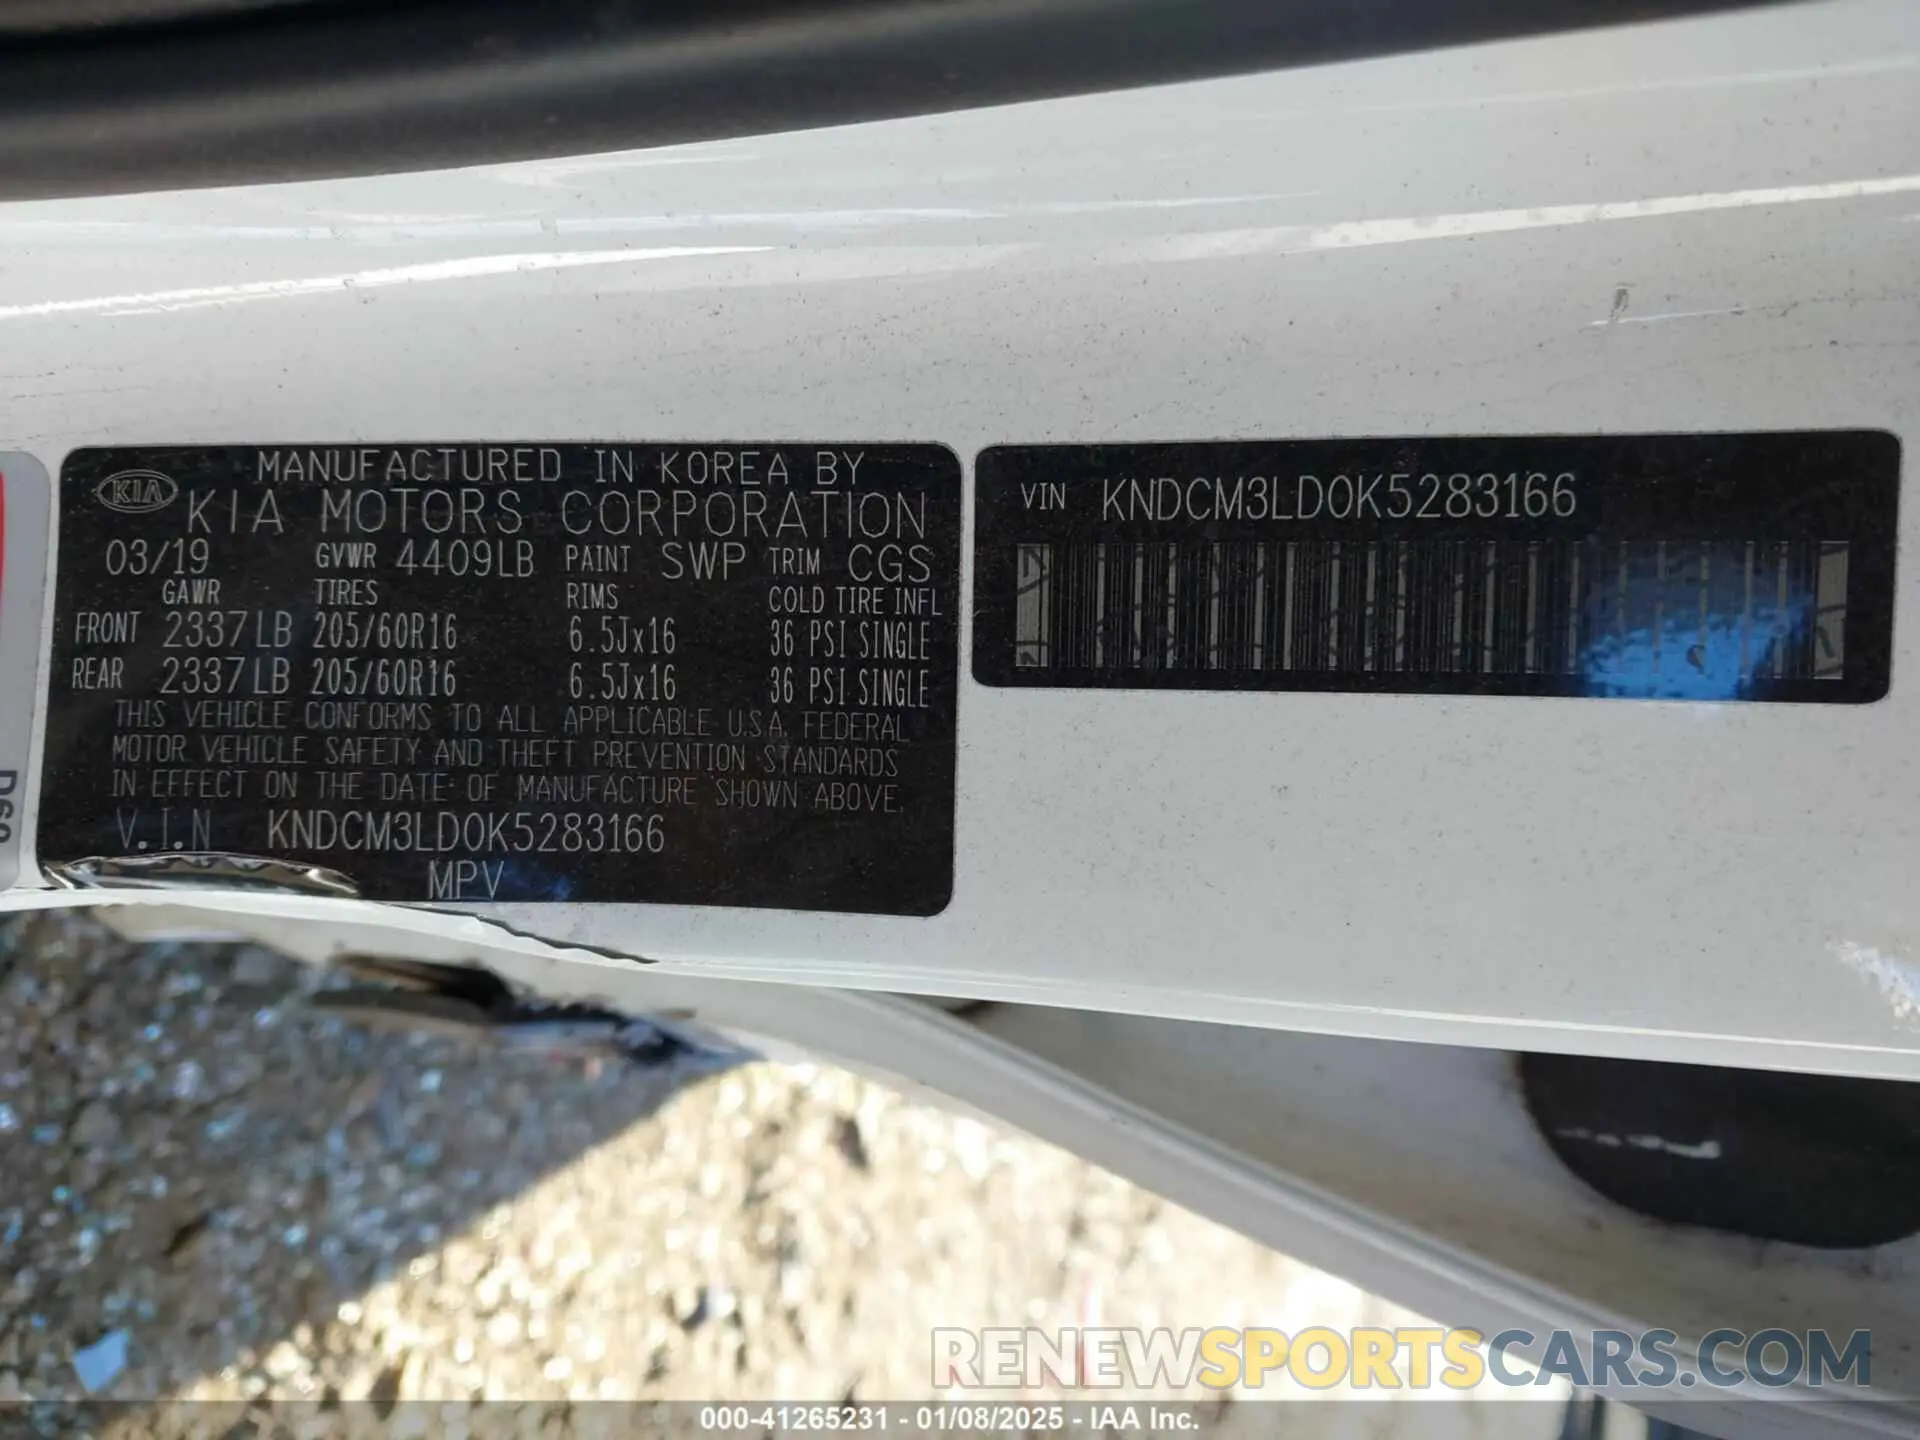 MANUFACTURED IN KOREA BY
KIA KIA MOTORS CORPORATION
03/19 GVWR 4409LB PAINT SWP TRIM CGS
GAWR TIRES RIMS COLD TIRE INFL
FRONT 2337LB 205/60R16 6.5Jx16 36 PSI SINGLE
REAR 2337LB 205/60R16 6.5Jx16 36 PSI SINGLE
THIS VEHICLE CONFORMS TO ALL APPLICABLE U.S.A. FEDERAL
MOTOR VEHICLE SAFETY AND THEFT PREVENTION STANDARDS
IN EFFECT ON THE DATE OF MANUFACTURE SHOWN ABOVE.
V.I.N KNDCM3LD0K5283166
MPV
VIN KNDCM3LD0K5283166
RENEWSPORTSCARS.COM
000-41265231 - 01/08/2025 - IAA Inc.